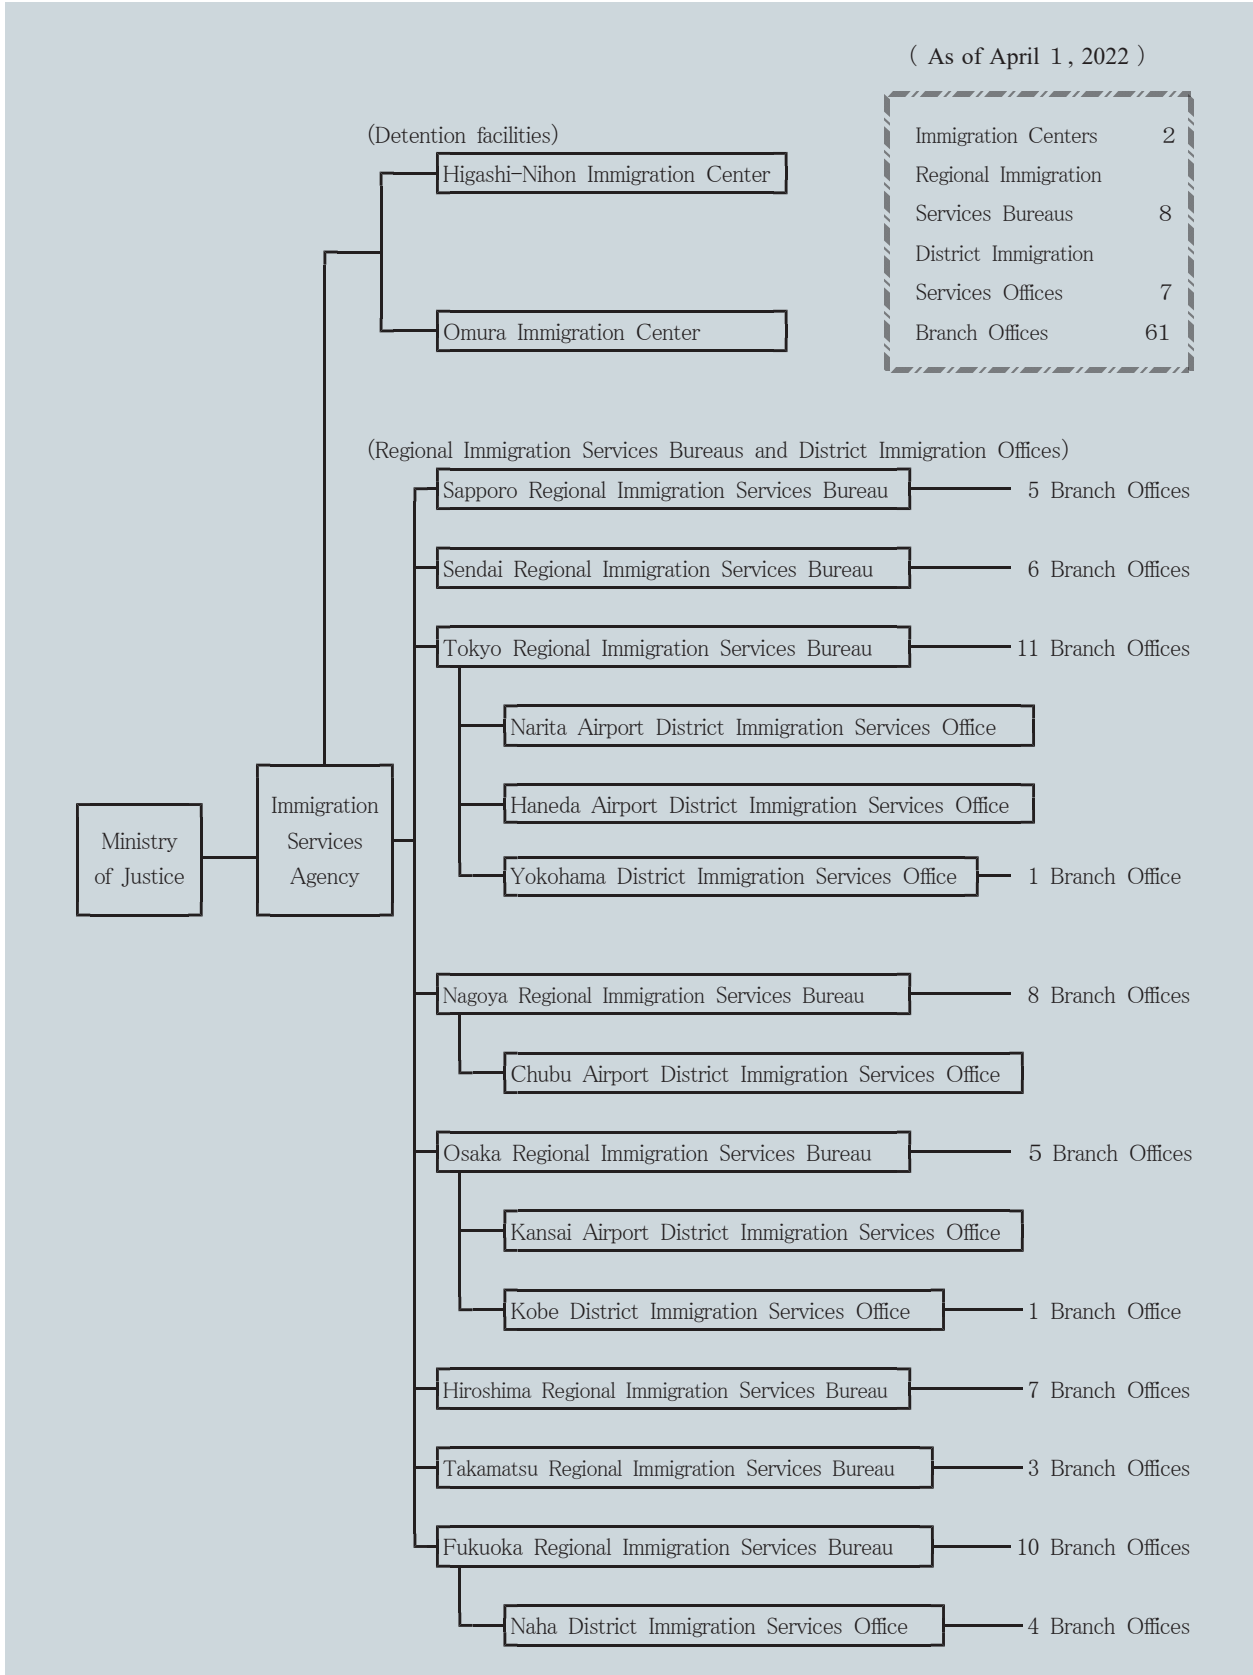 ( As of April 1, 2022 )
Immigration Centers 2
Regional Immigration
Services Bureaus 8
District Immigration
Services Offices 7
Branch Offices 61
(Detention facilities)
Higashi-Nihon Immigration Center
Omura Immigration Center
(Regional Immigration Services Bureaus and District Immigration Offices)
Sapporo Regional Immigration Services Bureau 5 Branch Offices
Sendai Regional Immigration Services Bureau 6 Branch Offices
Tokyo Regional Immigration Services Bureau 11 Branch Offices
Narita Airport District Immigration Services Office
Haneda Airport District Immigration Services Office
Yokohama District Immigration Services Office 1 Branch Office
Ministry
of Justice
Immigration
Services
Agency
Nagoya Regional Immigration Services Bureau 8 Branch Offices
Chubu Airport District Immigration Services Office
Osaka Regional Immigration Services Bureau 5 Branch Offices
Kansai Airport District Immigration Services Office
Kobe District Immigration Services Office 1 Branch Office
Hiroshima Regional Immigration Services Bureau 7 Branch Offices
Takamatsu Regional Immigration Services Bureau 3 Branch Offices
Fukuoka Regional Immigration Services Bureau 10 Branch Offices
Naha District Immigration Services Office 4 Branch Offices